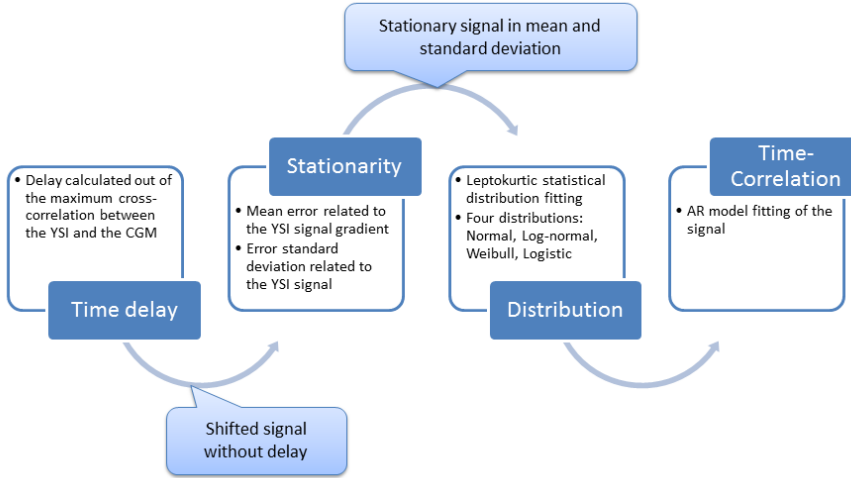 Stationary signal in mean and
standard deviation
• Delay calculated out of
the maximum cross-
correlation between
the YSI and the CGM
Time delay
Stationarity
• Mean error related to
the YSI signal gradient
• Error standard
deviation related to
the YSI signal
• Leptokurtic statistical
distribution fitting
• Four distributions:
Normal, Log-normal,
Weibull, Logistic
Distribution
Time-
Correlation
• AR model fitting of the
signal
Shifted signal
without delay